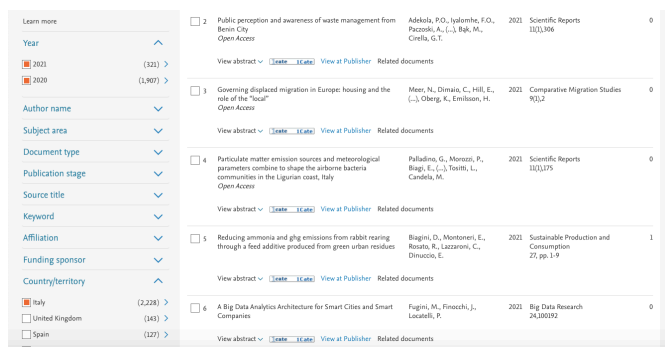 Learn more
Year
2021 (321)
2020 (1,907)
Author name
Subject area
Document type
Publication stage
Source title
Keyword
Affiliation
Funding sponsor
Country/territory
Italy (2,228)
United Kingdom (143)
Spain (127)
2 Public perception and awareness of waste management from Adekola, P.O., Iyalomhe, F.O., 2021 Scientific Reports 0
Benin City Paczoski, A., (...), Bąk, M., 11(1),306
Open Access Cirella, G.T.
View abstract View at Publisher Related documents
3 Governing displaced migration in Europe: housing and the Meer, N., Dimaio, C., Hill, E., 2021 Comparative Migration Studies 0
role of the "local" (...), Oberg, K., Emilsson, H. 9(1),2
Open Access
View abstract View at Publisher Related documents
4 Particulate matter emission sources and meteorological Palladino, G., Morozzi, P., 2021 Scientific Reports 0
parameters combine to shape the airborne bacteria Biagi, E., (...), Tositti, L., 11(1),175
communities in the Ligurian coast, Italy Candela, M.
Open Access
View abstract View at Publisher Related documents
5 Reducing ammonia and ghg emissions from rabbit rearing Biagini, D., Montoneri, E., 2021 Sustainable Production and 1
through a feed additive produced from green urban residues Rosato, R., Lazzaroni, C., Consumption
Dinuccio, E. 27, pp. 1-9
View abstract View at Publisher Related documents
6 A Big Data Analytics Architecture for Smart Cities and Smart Fugini, M., Finocchi, J., 2021 Big Data Research 0
Companies Locatelli, P. 24,100192
View abstract View at Publisher Related documents